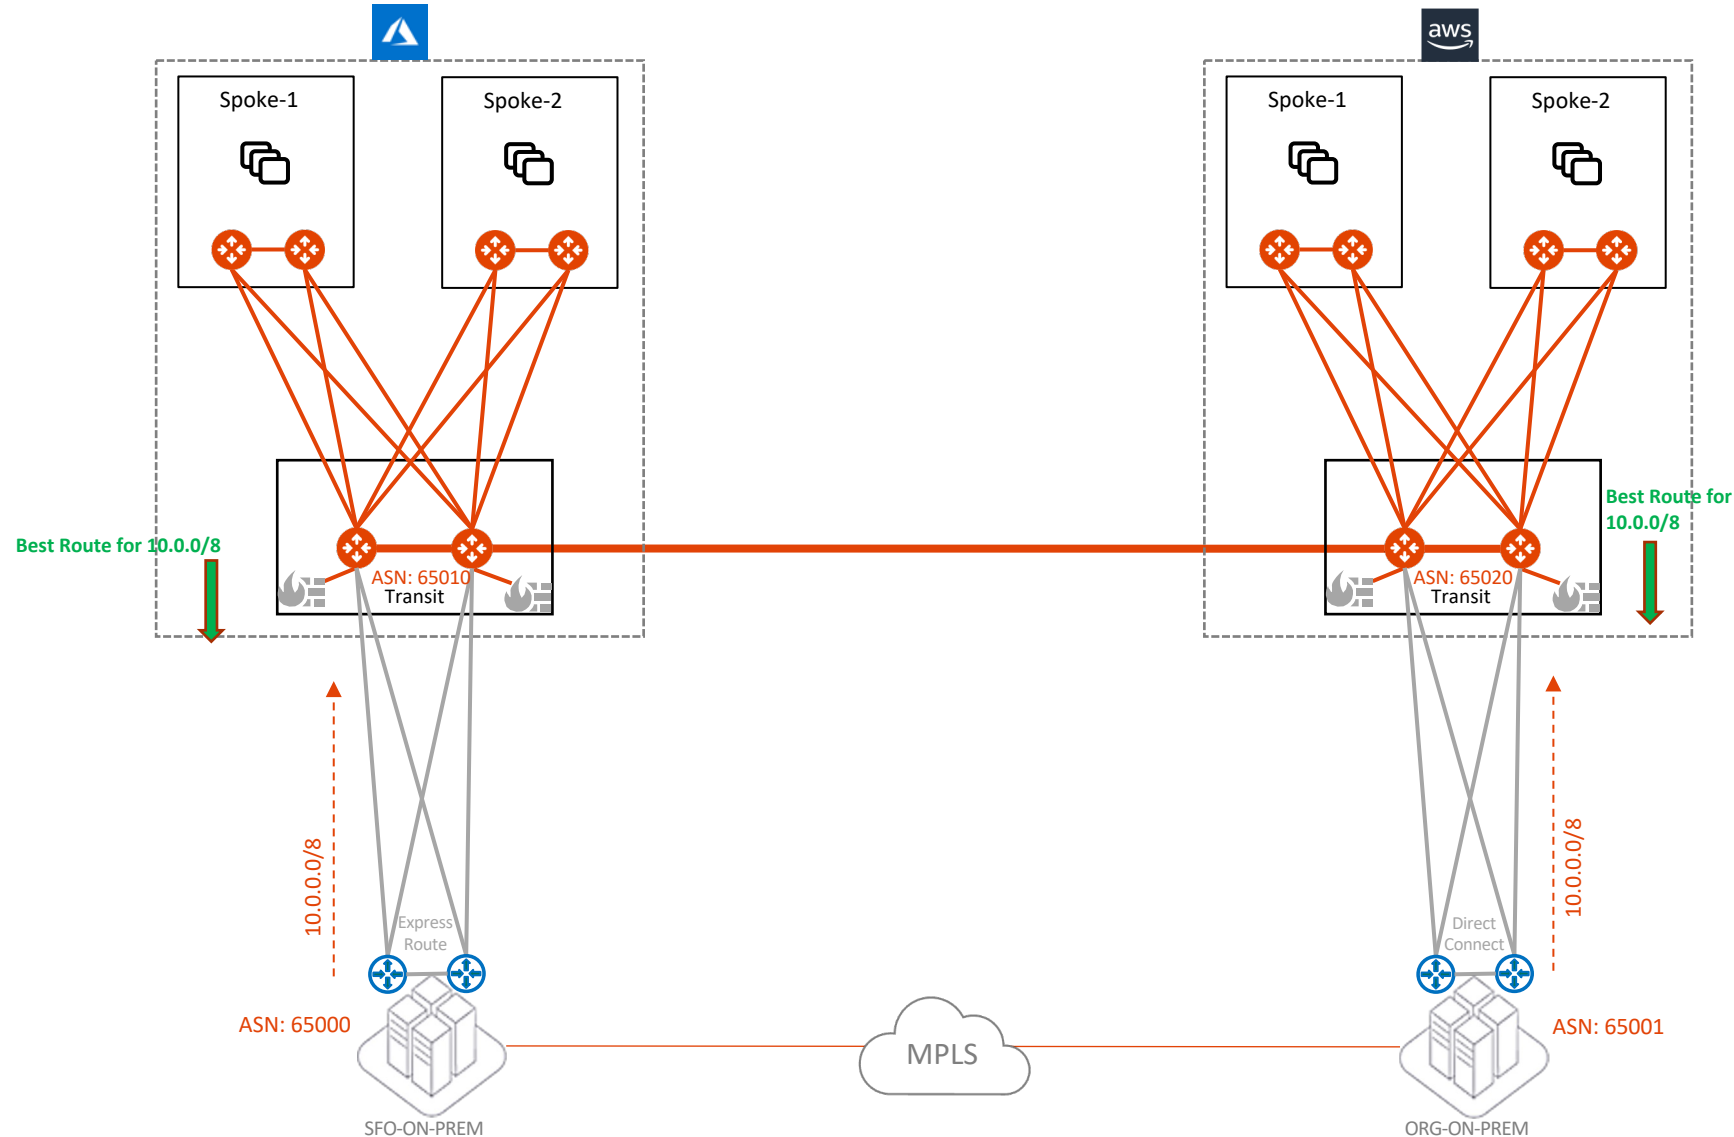 aws
Spoke-1
Spoke-2
Spoke-1
Spoke-2
Best Route for 10.0.0/8
Best Route for
10.0.0/8
ASN: 65010
Transit
ASN: 65020
Transit
10.0.0.0/8
10.0.0.0/8
Express
Route
Direct
Connect
ASN: 65000
ASN: 65001
MPLS
SFO-ON-PREM
ORG-ON-PREM